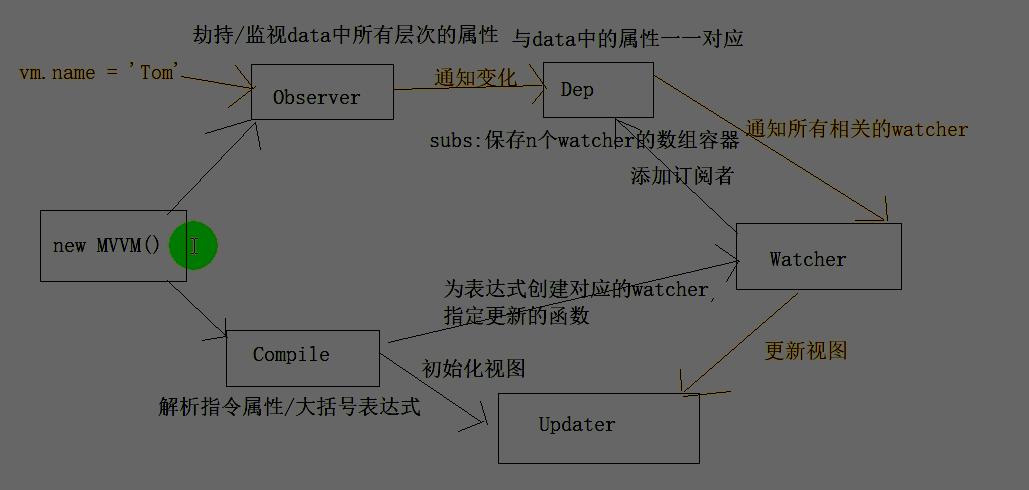 劫持/监视data中所有层次的属性
与data中的属性一一对应
vm.name = 'Tom'
Observer
通知变化
Dep
通知所有相关的watcher
subs:保存n个watcher的数组容器
添加订阅者
new MVVM()
Watcher
为表达式创建对应的watcher,
指定更新的函数
Compile
初始化视图
更新视图
解析指令属性/大括号表达式
Updater